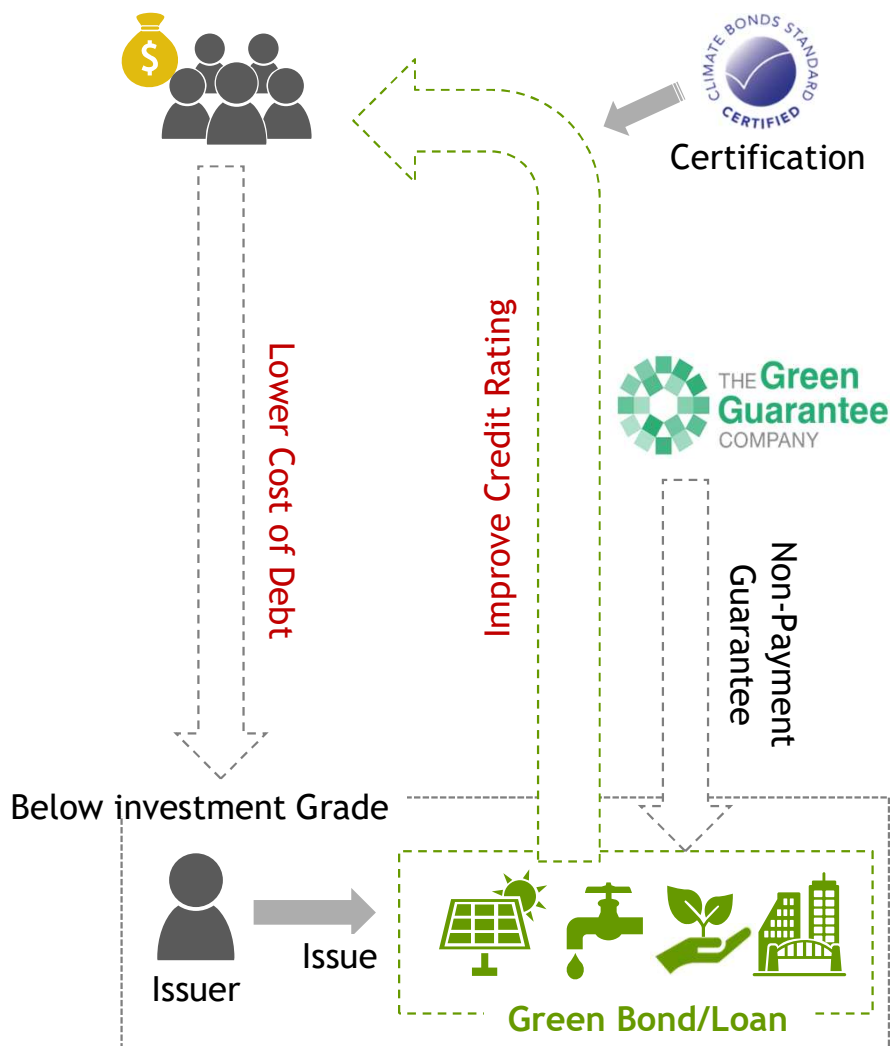 $
CLIMATE BONDS STANDARD
CERTIFIED
Certification
Lower Cost of Debt
Improve Credit Rating
THE Green
Guarantee
COMPANY
Non-Payment
Guarantee
Below investment Grade
Issuer
Issue
Green Bond/Loan